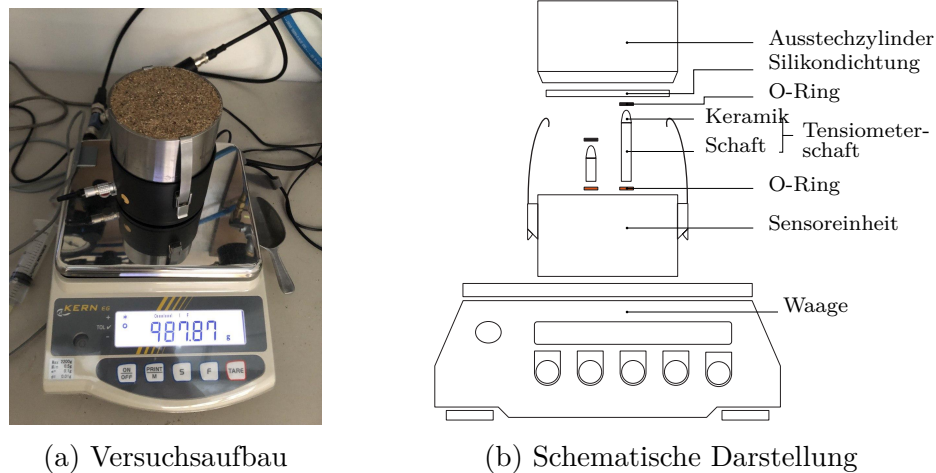 KERN
987.87 g
TCL
ON OFF
PRINT M
S
F
TARE
Ausstechzylinder
Silikondichtung
O-Ring
Keramik
Schaft
Tensiometer-
schaft
O-Ring
Sensoreinheit
Waage
(a) Versuchsaufbau
(b) Schematische Darstellung